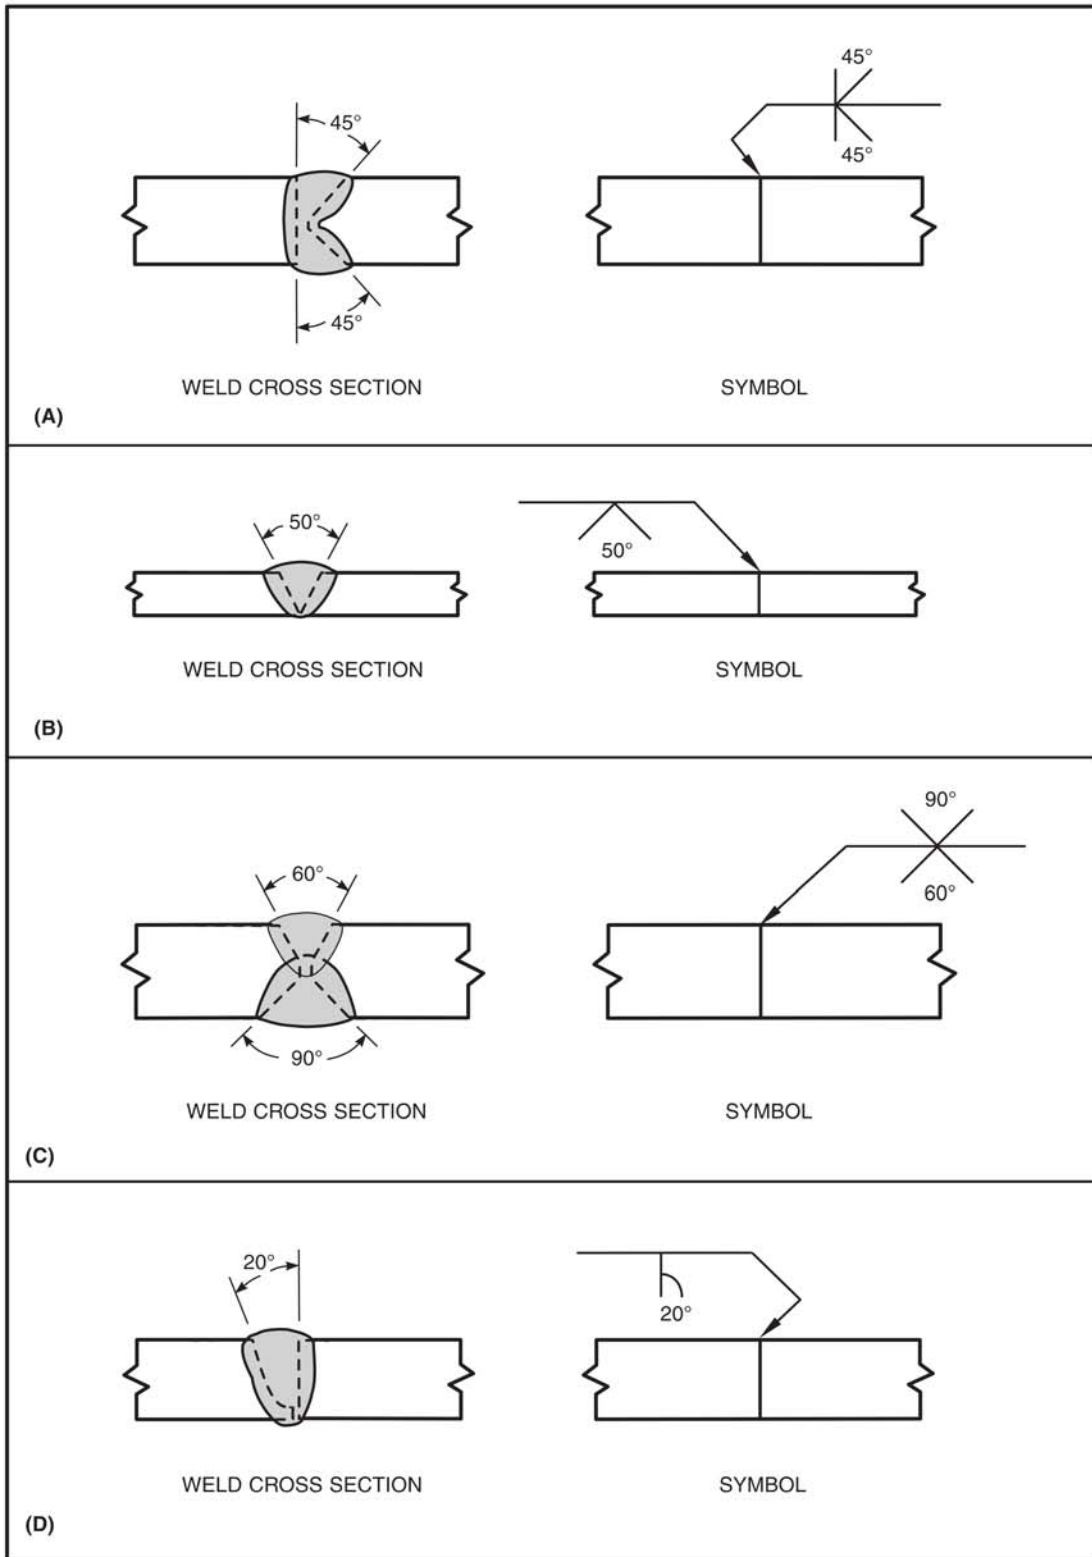 45°
45°
45°
45°
WELD CROSS SECTION SYMBOL
(A)
50°
50°
WELD CROSS SECTION SYMBOL
(B)
90°
60°
60°
90°
WELD CROSS SECTION SYMBOL
(C)
20°
20°
WELD CROSS SECTION SYMBOL
(D)